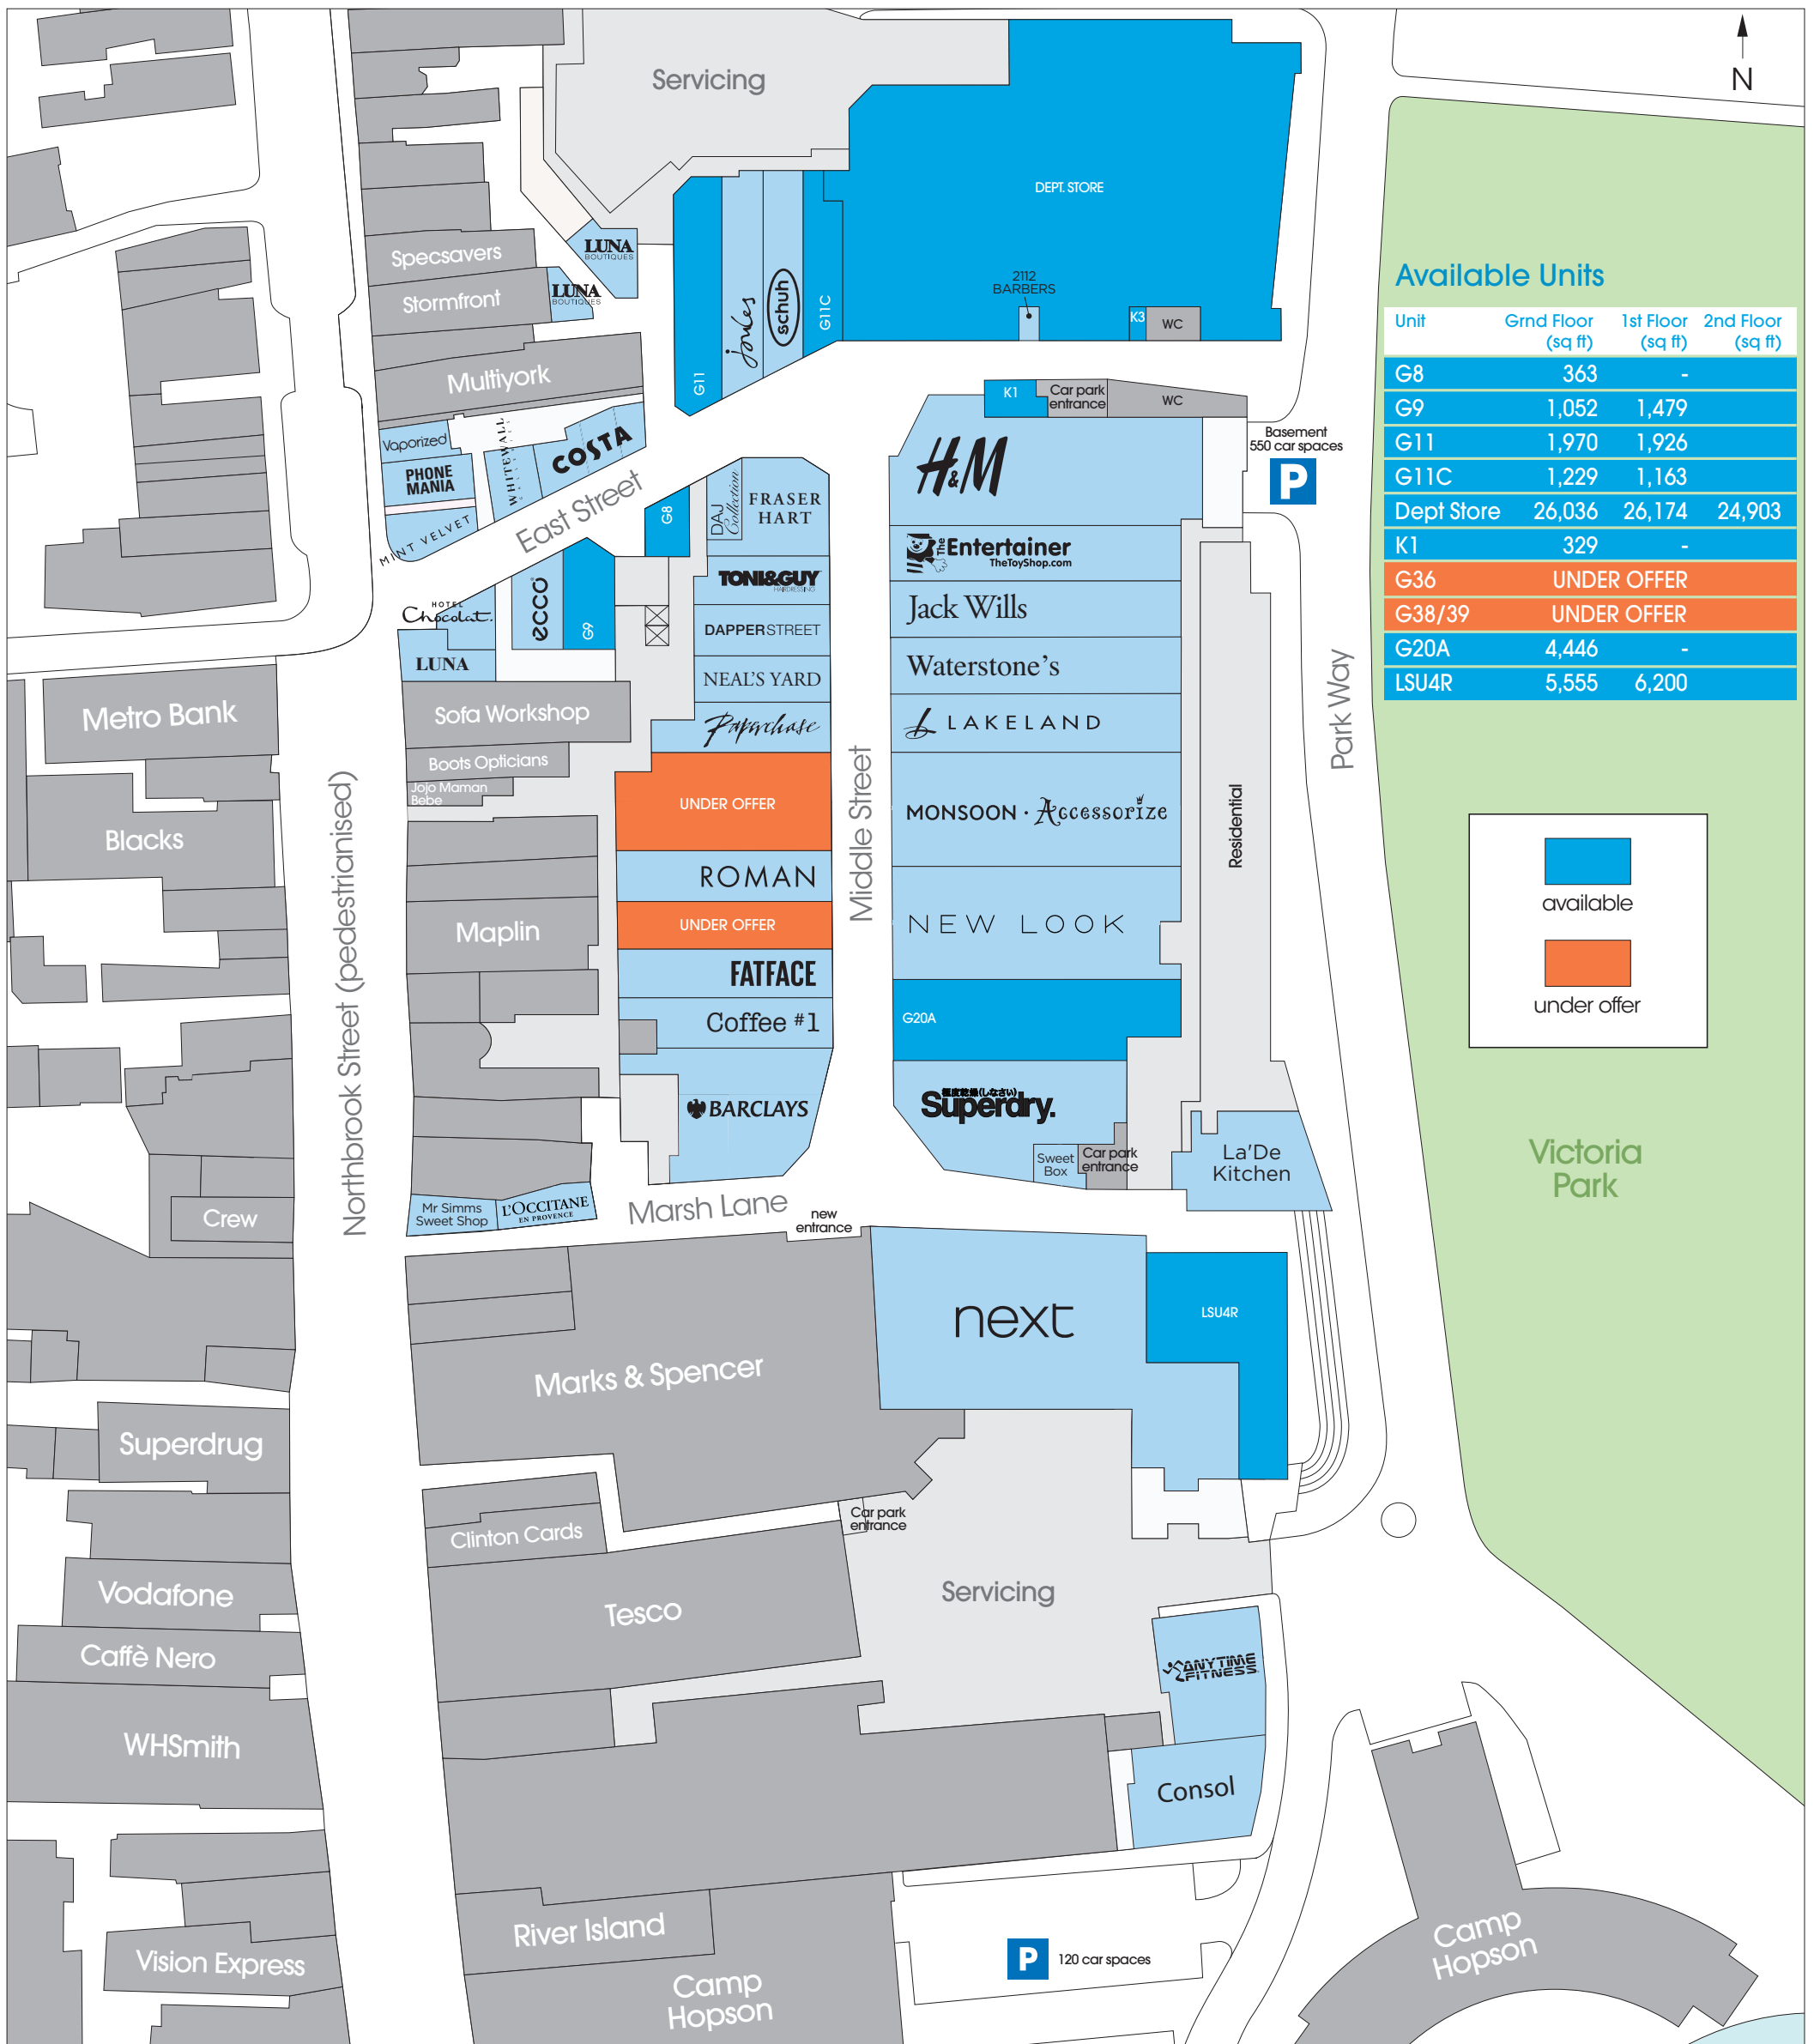 Servicing
N
DEPT. STORE
Specsavers
LUNA
BOUTIQUES
Stormfront
LUNA
BOUTIQUES
G11
joules
schuh
G11C
2112
BARBERS
K3
WC
Available Units
Unit Grnd Floor 1st Floor 2nd Floor
(sq ft) (sq ft) (sq ft)
G8 363 -
G9 1,052 1,479
G11 1,970 1,926
G11C 1,229 1,163
Dept Store 26,036 26,174 24,903
K1 329 -
G36 UNDER OFFER
G38/39 UNDER OFFER
G20A 4,446 -
LSU4R 5,555 6,200
Multiyork
Vaporized
WHITEWALL
COSTA
PHONE
MANIA
MINT VELVET
East Street
K1
Car park
entrance
WC
H&M
Basement
550 car spaces
P
G8
DAJ
Collection
FRASER
HART
The Entertainer
TheToyShop.com
HOTEL
Chocolat.
ecco
G9
TONI&GUY
HAIRDRESSING
DAPPERSTREET
Jack Wills
LUNA
NEAL'S YARD
Waterstone's
Park Way
Metro Bank
Sofa Workshop
Paperchase
LAKELAND
Boots Opticians
Jojo Maman
Bebe
UNDER OFFER
Middle Street
MONSOON · Accessorize
Residential
Blacks
Northbrook Street (pedestrianised)
ROMAN
available
Maplin
UNDER OFFER
NEW LOOK
FATFACE
under offer
Coffee #1
G20A
BARCLAYS
極度乾燥(しなさい)
Superdry.
Sweet
Box
Car park
entrance
La'De
Kitchen
Victoria
Park
Crew
Mr Simms
Sweet Shop
L'OCCITANE
EN PROVENCE
Marsh Lane
new
entrance
next
LSU4R
Marks & Spencer
Superdrug
Clinton Cards
Car park
entrance
Vodafone
Tesco
Servicing
Caffè Nero
ANYTIME
FITNESS
WHSmith
Consol
River Island
Vision Express
Camp
Hopson
P
120 car spaces
Camp
Hopson